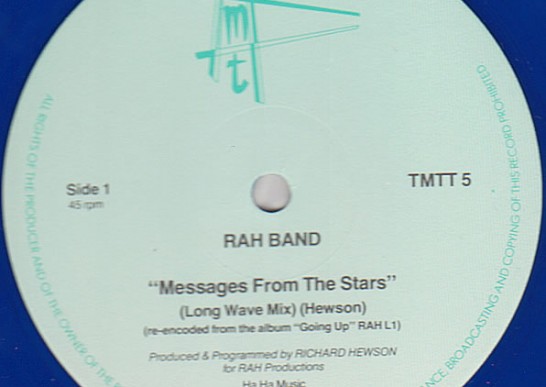 mt
Side 1
45 rpm
TMTT 5
RAH BAND
"Messages From The Stars"
(Long Wave Mix) (Hewson)
(re-encoded from the album "Going Up" RAH L1)
Produced & Programmed by RICHARD HEWSON
for RAH Productions
Ha Ha Music
ALL RIGHTS OF THE PRODUCER AND OF THE OWNER OF THE
BROADCASTING AND COPYING OF THIS RECORD PROHIBITED